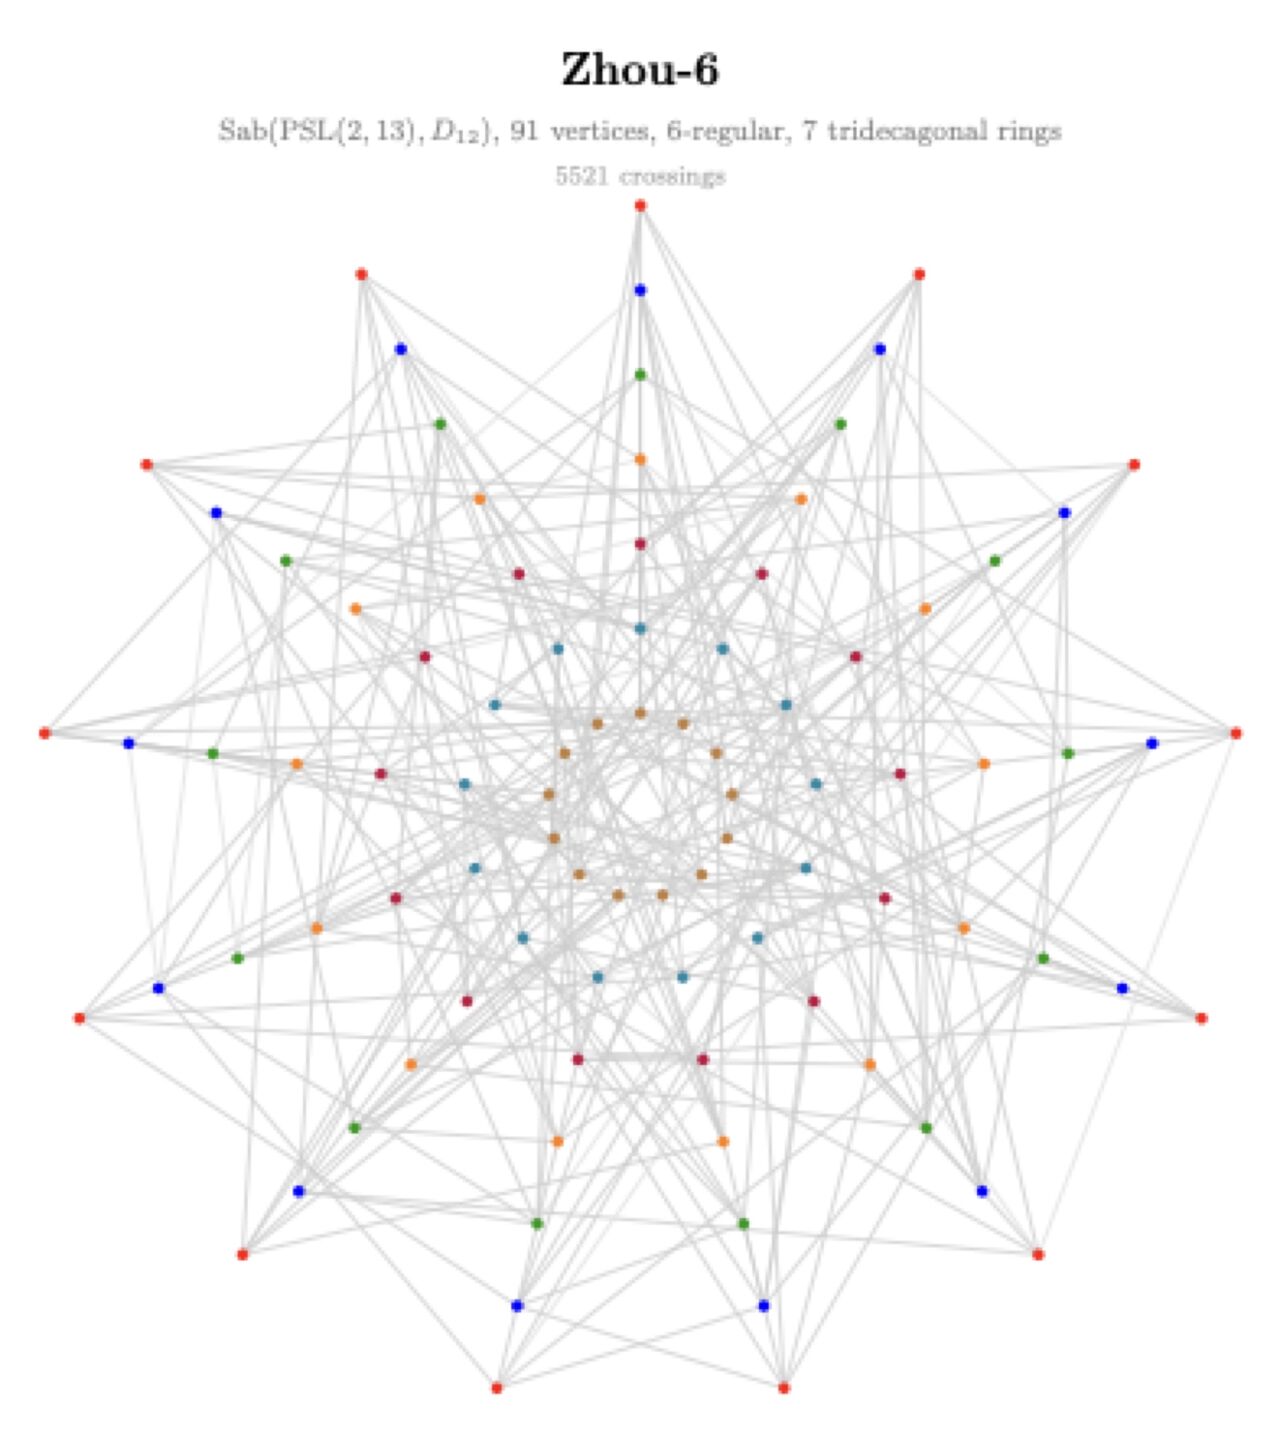 Zhou-6
Sab(PSL(2, 13), D₁₂), 91 vertices, 6-regular, 7 tridecagonal rings
5521 crossings